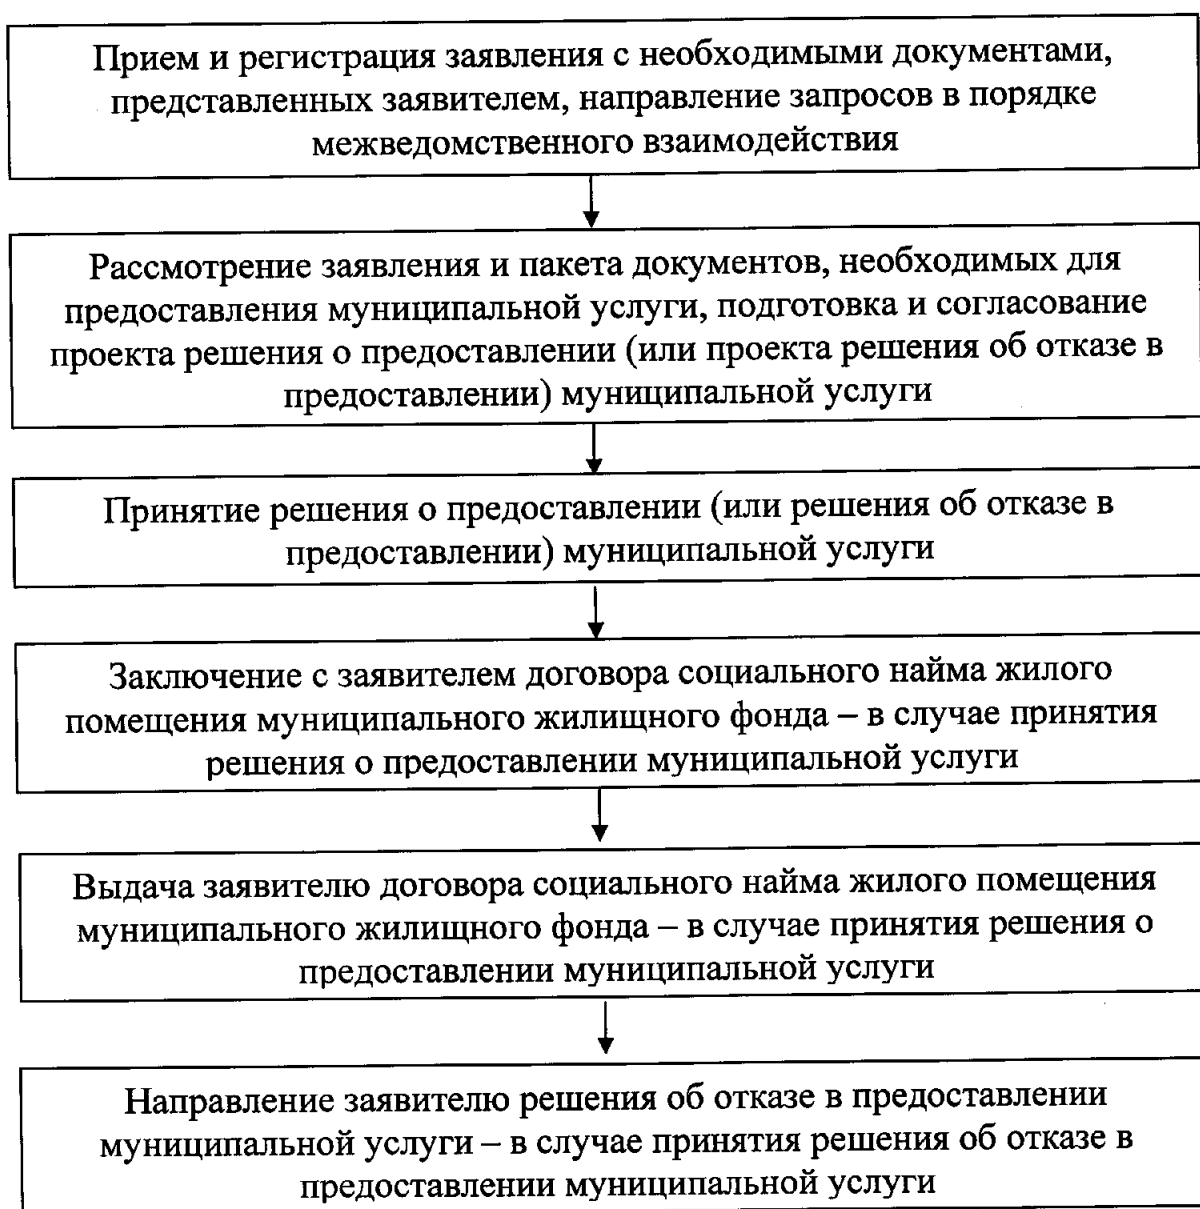 Прием и регистрация заявления с необходимыми документами,
представленных заявителем, направление запросов в порядке
межведомственного взаимодействия
Рассмотрение заявления и пакета документов, необходимых для
предоставления муниципальной услуги, подготовка и согласование
проекта решения о предоставлении (или проекта решения об отказе в
предоставлении) муниципальной услуги
Принятие решения о предоставлении (или решения об отказе в
предоставлении) муниципальной услуги
Заключение с заявителем договора социального найма жилого
помещения муниципального жилищного фонда – в случае принятия
решения о предоставлении муниципальной услуги
Выдача заявителю договора социального найма жилого помещения
муниципального жилищного фонда – в случае принятия решения о
предоставлении муниципальной услуги
Направление заявителю решения об отказе в предоставлении
муниципальной услуги – в случае принятия решения об отказе в
предоставлении муниципальной услуги